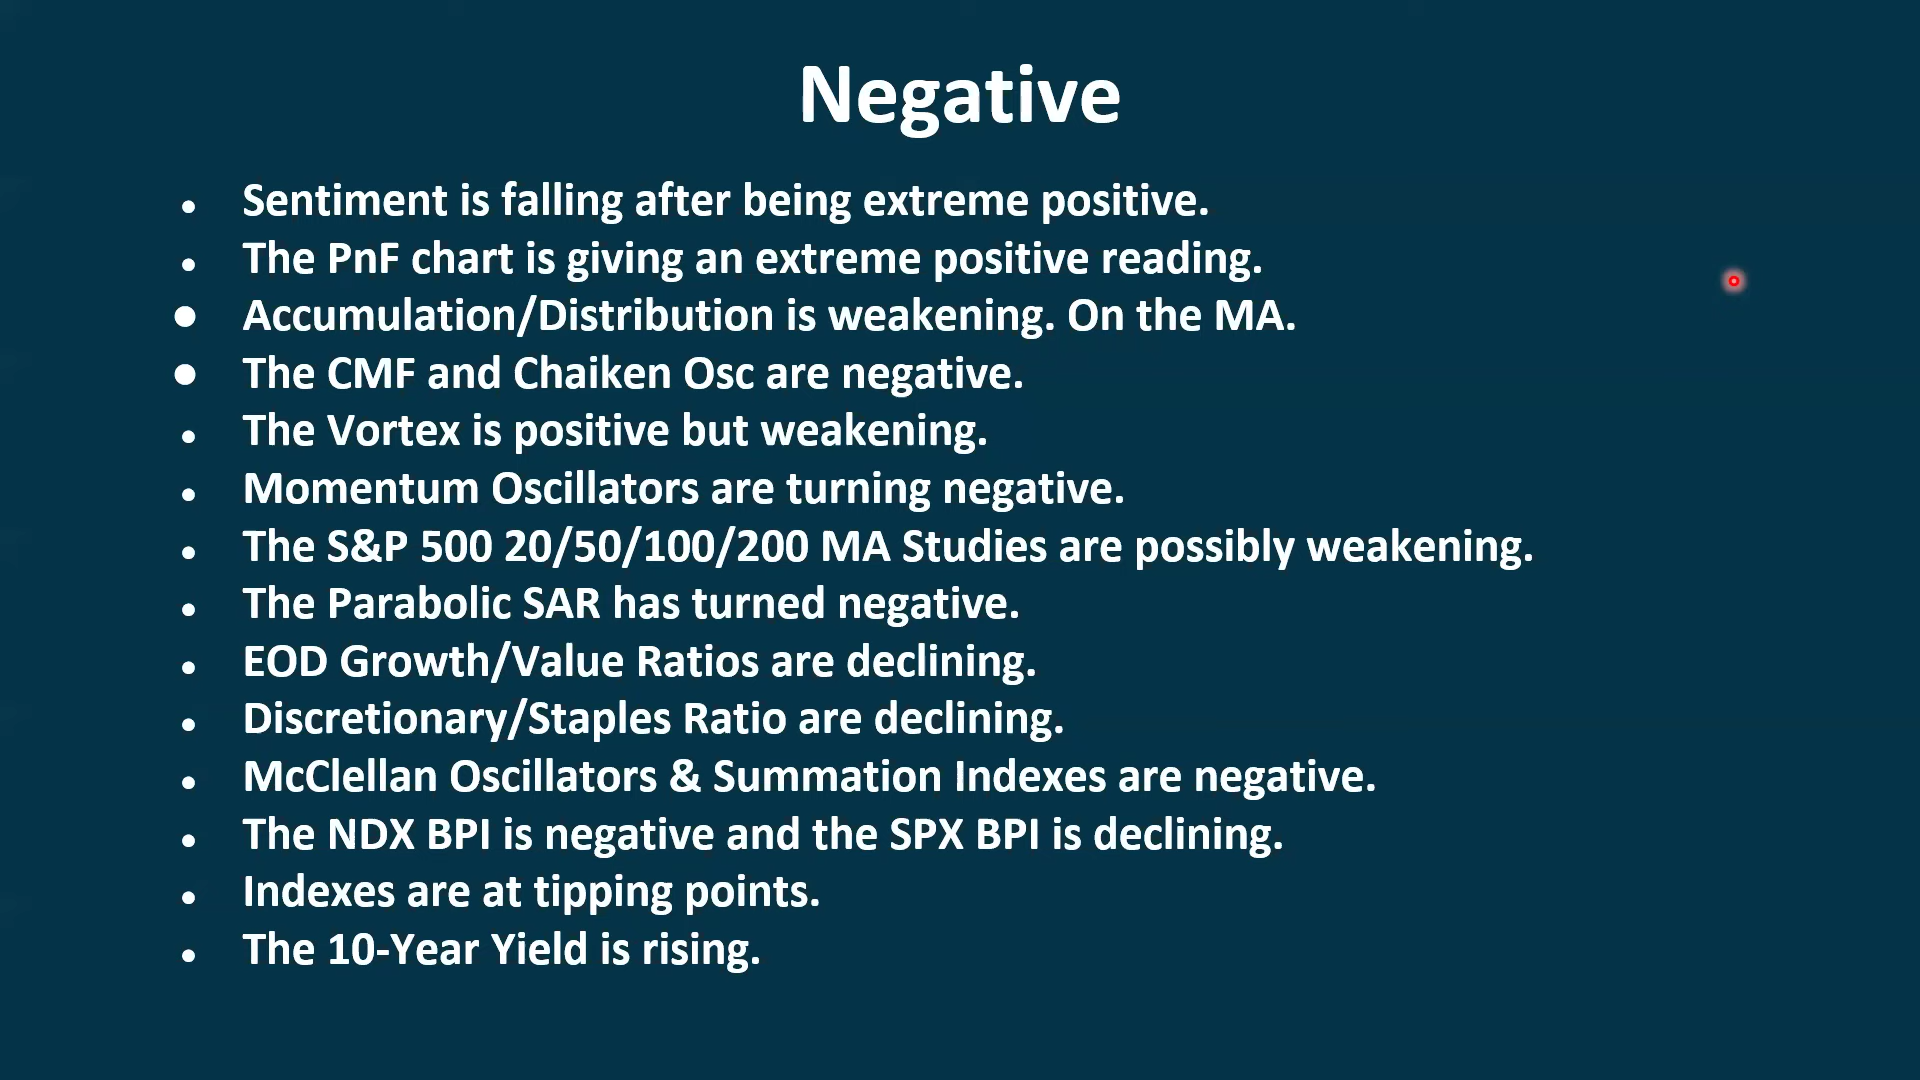 Negative
• Sentiment is falling after being extreme positive.
• The PnF chart is giving an extreme positive reading.
• Accumulation/Distribution is weakening. On the MA.
• The CMF and Chaiken Osc are negative.
• The Vortex is positive but weakening.
• Momentum Oscillators are turning negative.
• The S&P 500 20/50/100/200 MA Studies are possibly weakening.
• The Parabolic SAR has turned negative.
• EOD Growth/Value Ratios are declining.
• Discretionary/Staples Ratio are declining.
• McClellan Oscillators & Summation Indexes are negative.
• The NDX BPI is negative and the SPX BPI is declining.
• Indexes are at tipping points.
• The 10-Year Yield is rising.